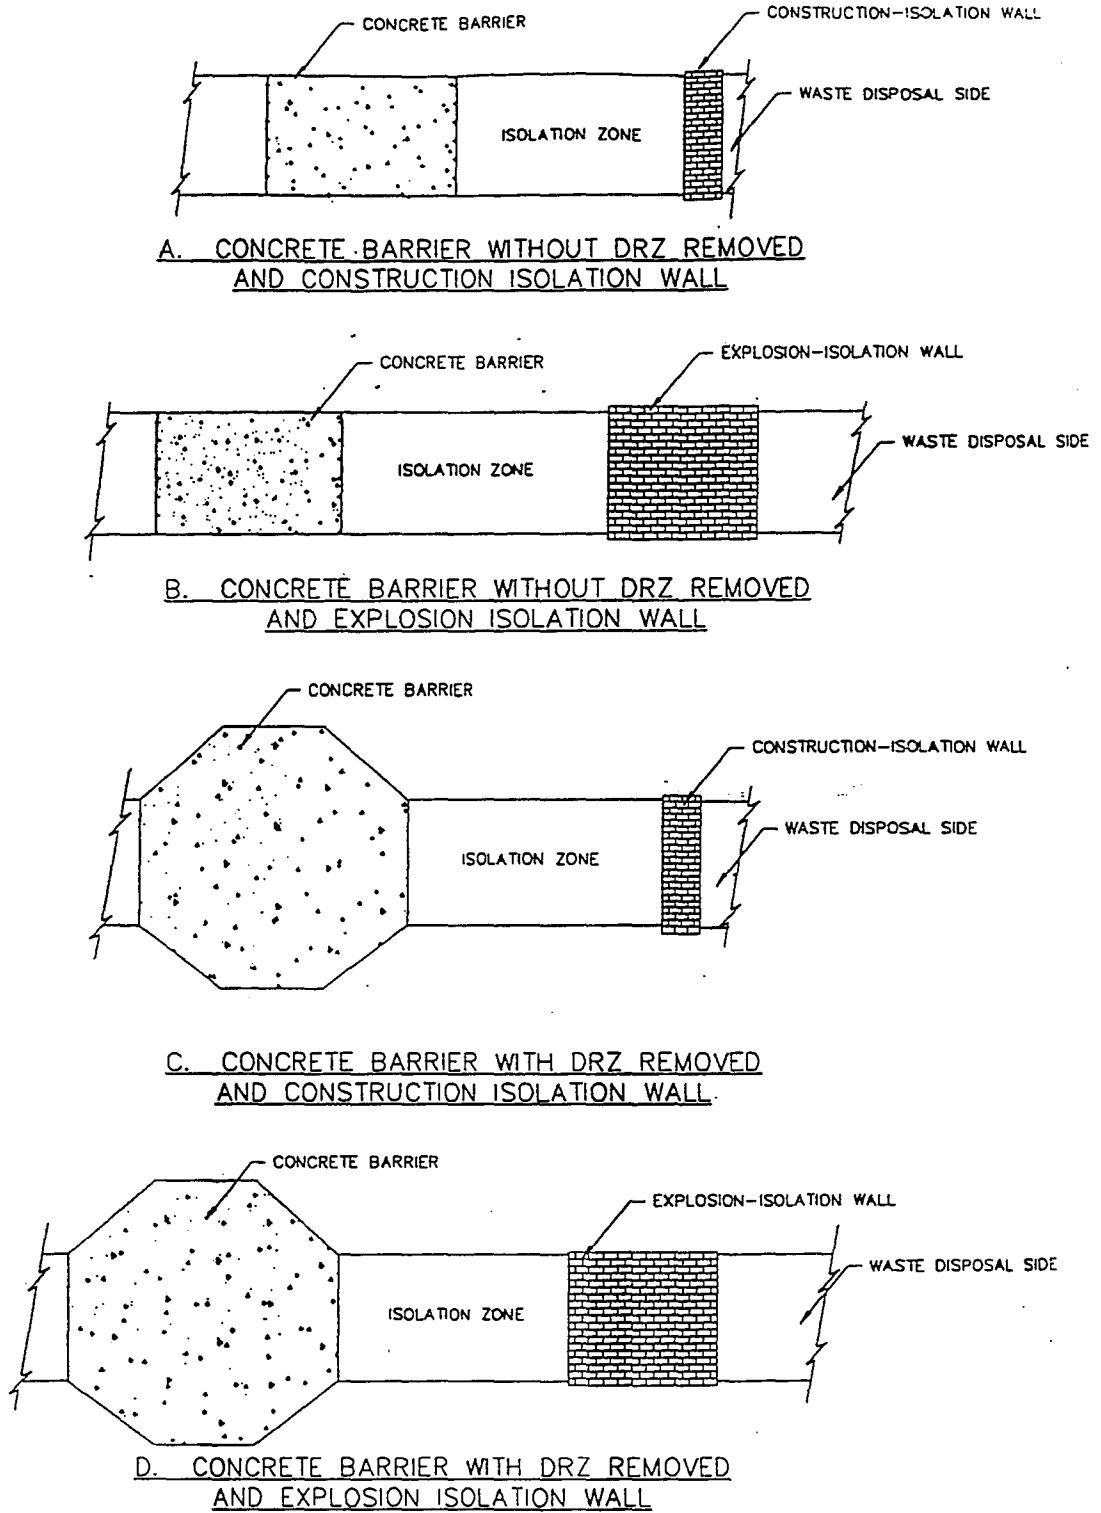 CONCRETE BARRIER
CONSTRUCTION-ISOLATION WALL
WASTE DISPOSAL SIDE
ISOLATION ZONE
A. CONCRETE BARRIER WITHOUT DRZ REMOVED
AND CONSTRUCTION ISOLATION WALL
CONCRETE BARRIER
EXPLOSION-ISOLATION WALL
WASTE DISPOSAL SIDE
ISOLATION ZONE
B. CONCRETE BARRIER WITHOUT DRZ REMOVED
AND EXPLOSION ISOLATION WALL
CONCRETE BARRIER
CONSTRUCTION-ISOLATION WALL
WASTE DISPOSAL SIDE
ISOLATION ZONE
C. CONCRETE BARRIER WITH DRZ REMOVED
AND CONSTRUCTION ISOLATION WALL
CONCRETE BARRIER
EXPLOSION-ISOLATION WALL
WASTE DISPOSAL SIDE
ISOLATION ZONE
D. CONCRETE BARRIER WITH DRZ REMOVED
AND EXPLOSION ISOLATION WALL